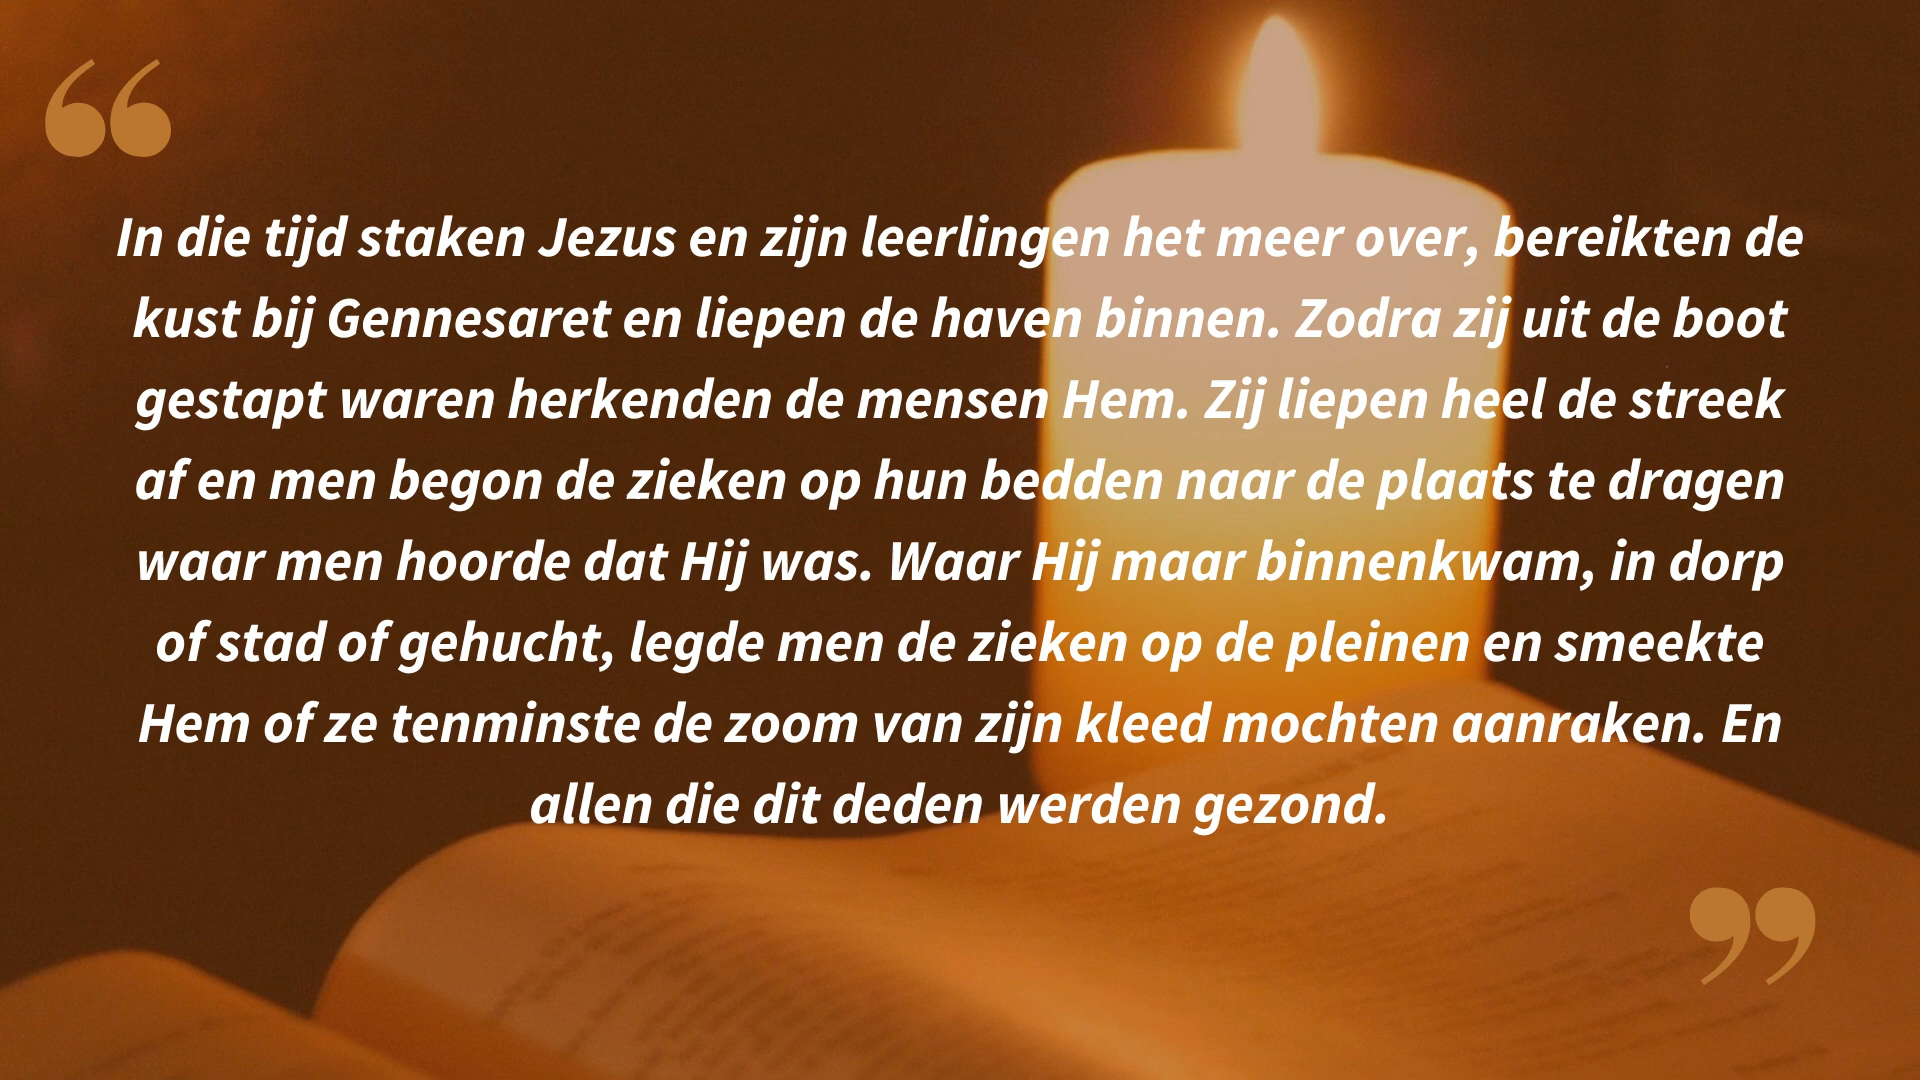 “
In die tijd staken Jezus en zijn leerlingen het meer over, bereikten de
kust bij Gennesaret en liepen de haven binnen. Zodra zij uit de boot
gestapt waren herkenden de mensen Hem. Zij liepen heel de streek
af en men begon de zieken op hun bedden naar de plaats te dragen
waar men hoorde dat Hij was. Waar Hij maar binnenkwam, in dorp
of stad of gehucht, legde men de zieken op de pleinen en smeekte
Hem of ze tenminste de zoom van zijn kleed mochten aanraken. En
allen die dit deden werden gezond.
”